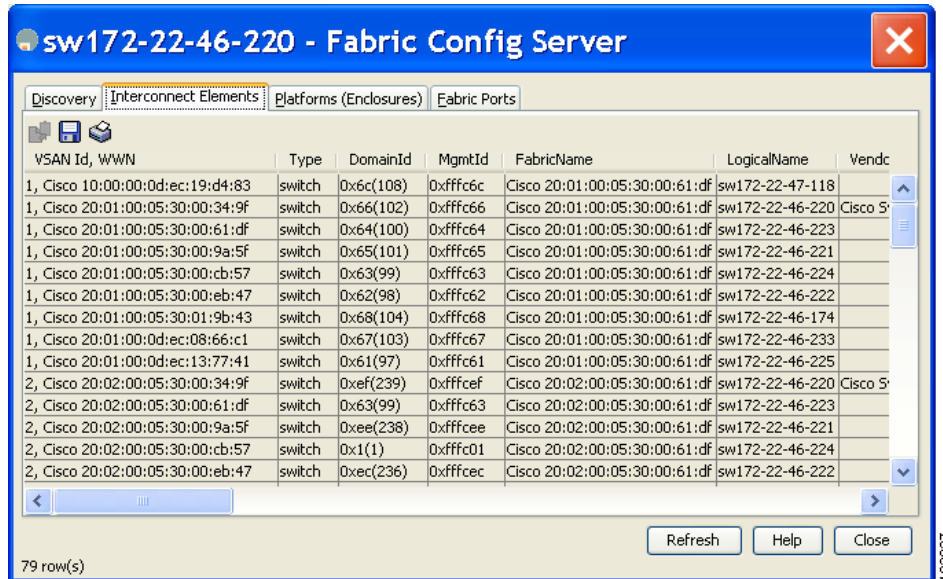 sw172-22-46-220 - Fabric Config Server
Discovery Interconnect Elements Platforms (Enclosures) Fabric Ports
VSAN Id, WWN Type DomainId MgmtId FabricName LogicalName Vendc
1, Cisco 10:00:00:0d:ec:19:d4:83 switch 0x6c(108) 0xfffc6c Cisco 20:01:00:05:30:00:61:df sw172-22-47-118
1, Cisco 20:01:00:05:30:00:34:9f switch 0x66(102) 0xfffc66 Cisco 20:01:00:05:30:00:61:df sw172-22-46-220 Cisco S
1, Cisco 20:01:00:05:30:00:61:df switch 0x64(100) 0xfffc64 Cisco 20:01:00:05:30:00:61:df sw172-22-46-223
1, Cisco 20:01:00:05:30:00:9a:5f switch 0x65(101) 0xfffc65 Cisco 20:01:00:05:30:00:61:df sw172-22-46-221
1, Cisco 20:01:00:05:30:00:cb:57 switch 0x63(99) 0xfffc63 Cisco 20:01:00:05:30:00:61:df sw172-22-46-224
1, Cisco 20:01:00:05:30:00:eb:47 switch 0x62(98) 0xfffc62 Cisco 20:01:00:05:30:00:61:df sw172-22-46-222
1, Cisco 20:01:00:05:30:01:9b:43 switch 0x68(104) 0xfffc68 Cisco 20:01:00:05:30:00:61:df sw172-22-46-174
1, Cisco 20:01:00:0d:ec:08:66:c1 switch 0x67(103) 0xfffc67 Cisco 20:01:00:05:30:00:61:df sw172-22-46-233
1, Cisco 20:01:00:0d:ec:13:77:41 switch 0x61(97) 0xfffc61 Cisco 20:01:00:05:30:00:61:df sw172-22-46-225
2, Cisco 20:02:00:05:30:00:34:9f switch 0xef(239) 0xfffcef Cisco 20:02:00:05:30:00:61:df sw172-22-46-220 Cisco S
2, Cisco 20:02:00:05:30:00:61:df switch 0x63(99) 0xfffc63 Cisco 20:02:00:05:30:00:61:df sw172-22-46-223
2, Cisco 20:02:00:05:30:00:9a:5f switch 0xee(238) 0xfffcee Cisco 20:02:00:05:30:00:61:df sw172-22-46-221
2, Cisco 20:02:00:05:30:00:cb:57 switch 0x1(1) 0xfffc01 Cisco 20:02:00:05:30:00:61:df sw172-22-46-224
2, Cisco 20:02:00:05:30:00:eb:47 switch 0xec(236) 0xfffcec Cisco 20:02:00:05:30:00:61:df sw172-22-46-222
Refresh Help Close
79 row(s)